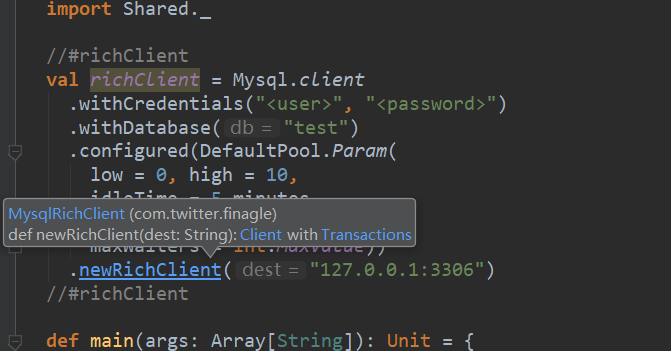 import Shared._
//#richClient
val richClient = Mysql.client
.withCredentials("<user>", "<password>")
.withDatabase( db = "test")
.configured(DefaultPool.Param(
low = 0, high = 10,
idleTime = 5.minutes
MysqlRichClient (com.twitter.finagle)
def newRichClient(dest: String): Client with Transactions
maxWaiters = Int.MaxValue))
.newRichClient( dest = "127.0.0.1:3306")
//#richClient
def main(args: Array[String]): Unit = {